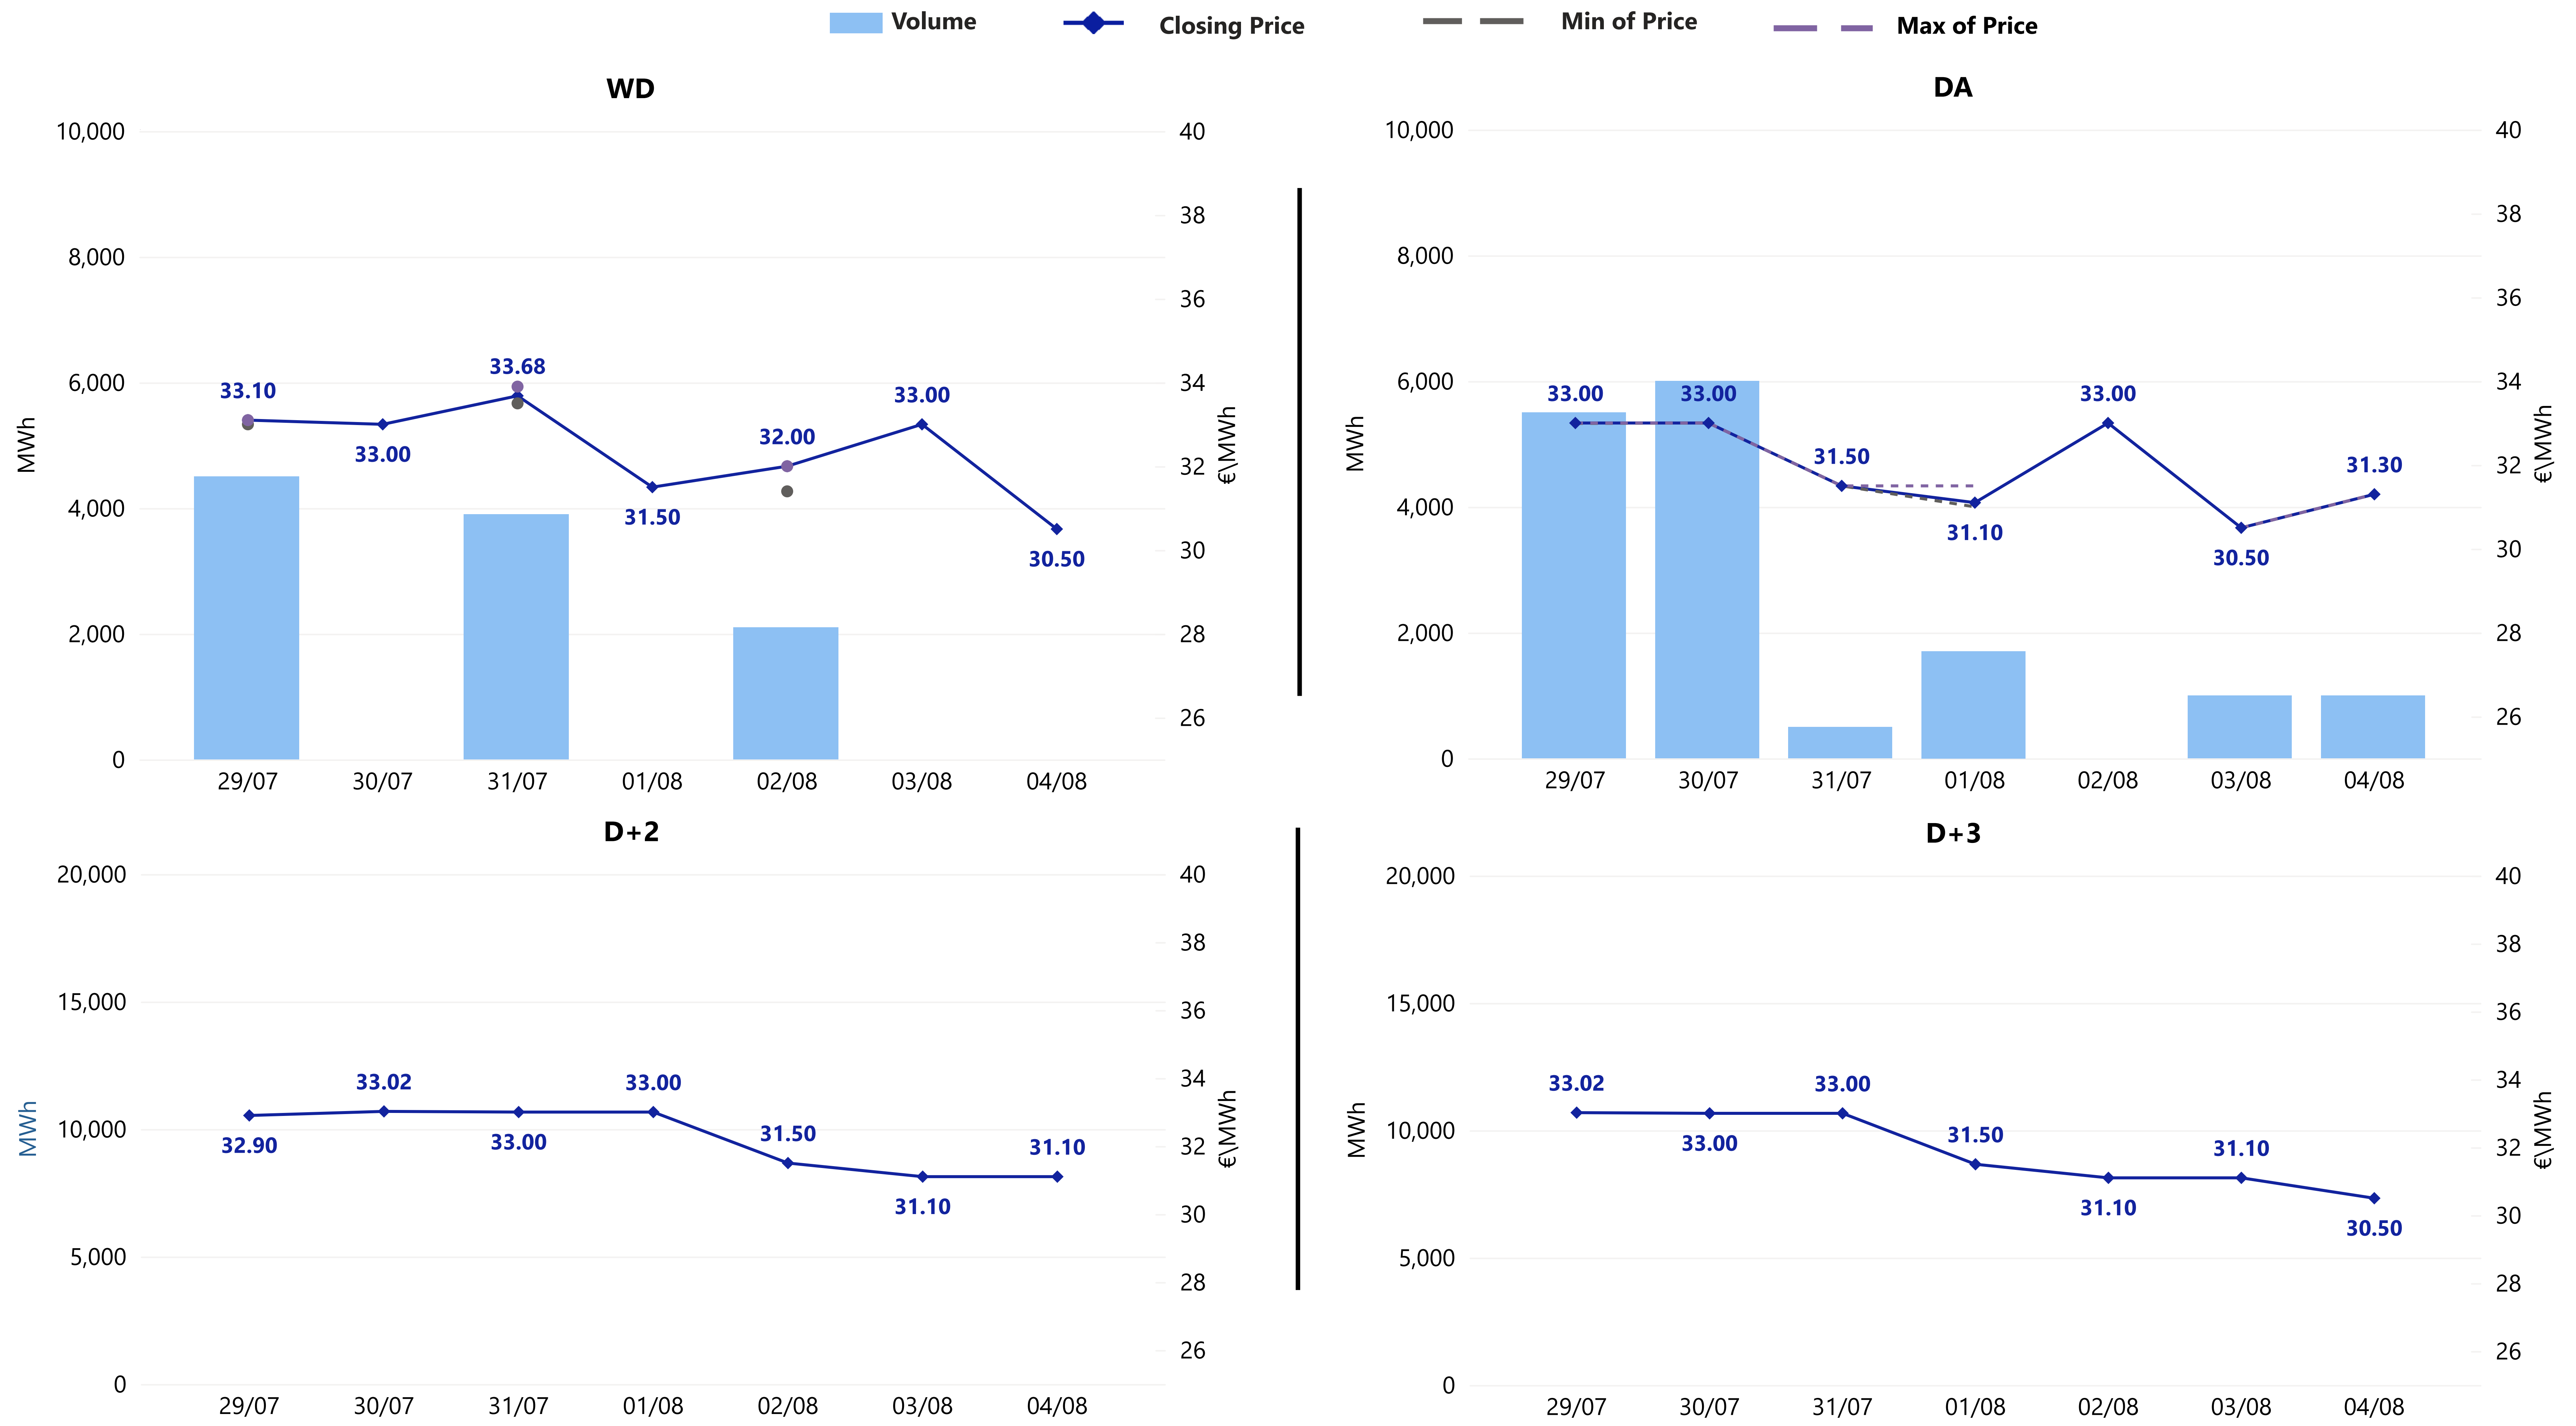 Volume Closing Price Min of Price Max of Price
WD
10,000 40
38
8,000
36
6,000 34
33.10 33.00 33.68 31.50 32.00 33.00 30.50
MWh €\MWh
32
4,000
30
2,000 28
26
0
29/07 30/07 31/07 01/08 02/08 03/08 04/08
DA
10,000 40
38
8,000
36
6,000 34
33.00 33.00 31.50 31.10 33.00 30.50 31.30
MWh €\MWh
32
4,000
30
2,000 28
26
0
29/07 30/07 31/07 01/08 02/08 03/08 04/08
D+2
20,000 40
38
15,000
36
34
32.90 33.02 33.00 33.00 31.50 31.10 31.10
MWh €\MWh
10,000
32
30
5,000
28
26
0
29/07 30/07 31/07 01/08 02/08 03/08 04/08
D+3
20,000 40
38
15,000
36
34
33.02 33.00 33.00 31.50 31.10 31.10 30.50
MWh €\MWh
10,000
32
30
5,000
28
26
0
29/07 30/07 31/07 01/08 02/08 03/08 04/08